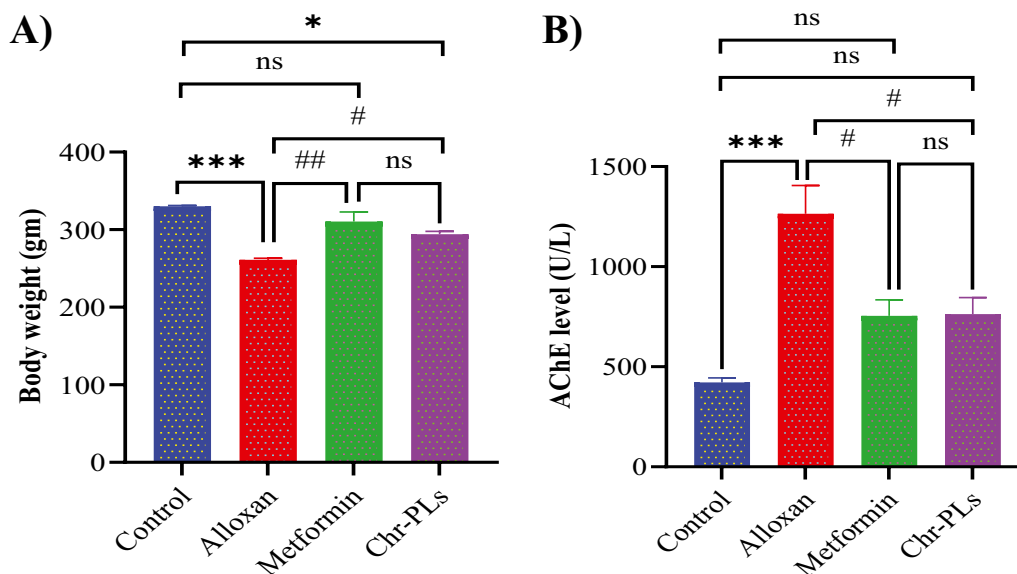 A)
*
ns
#
***
##
ns
400
300
200
100
0
Body weight (gm)
Control
Alloxan
Metformin
Chr-PLs
B)
ns
ns
#
***
#
ns
1500
1000
500
0
AChE level (U/L)
Control
Alloxan
Metformin
Chr-PLs